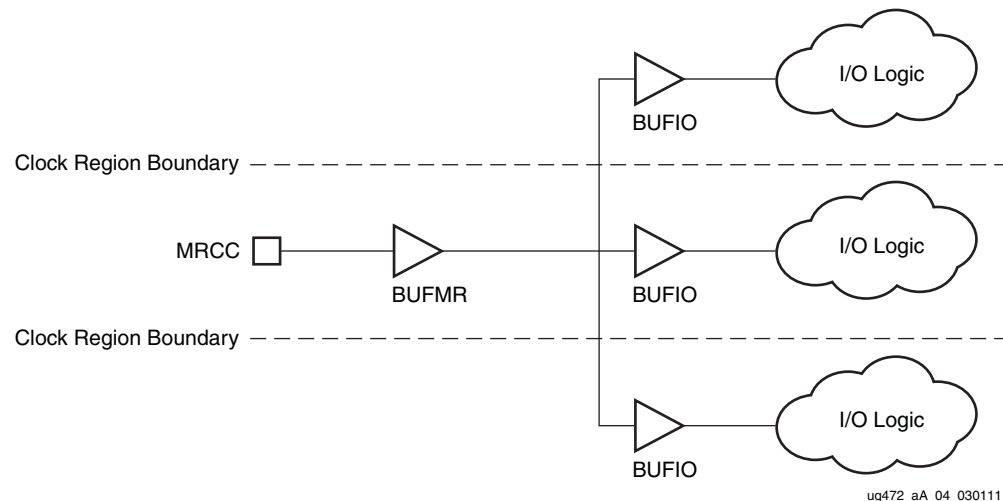 I/O Logic
BUFIO
Clock Region Boundary
I/O Logic
MRCC
BUFMR
BUFIO
Clock Region Boundary
I/O Logic
BUFIO
ug472_aA_04_030111